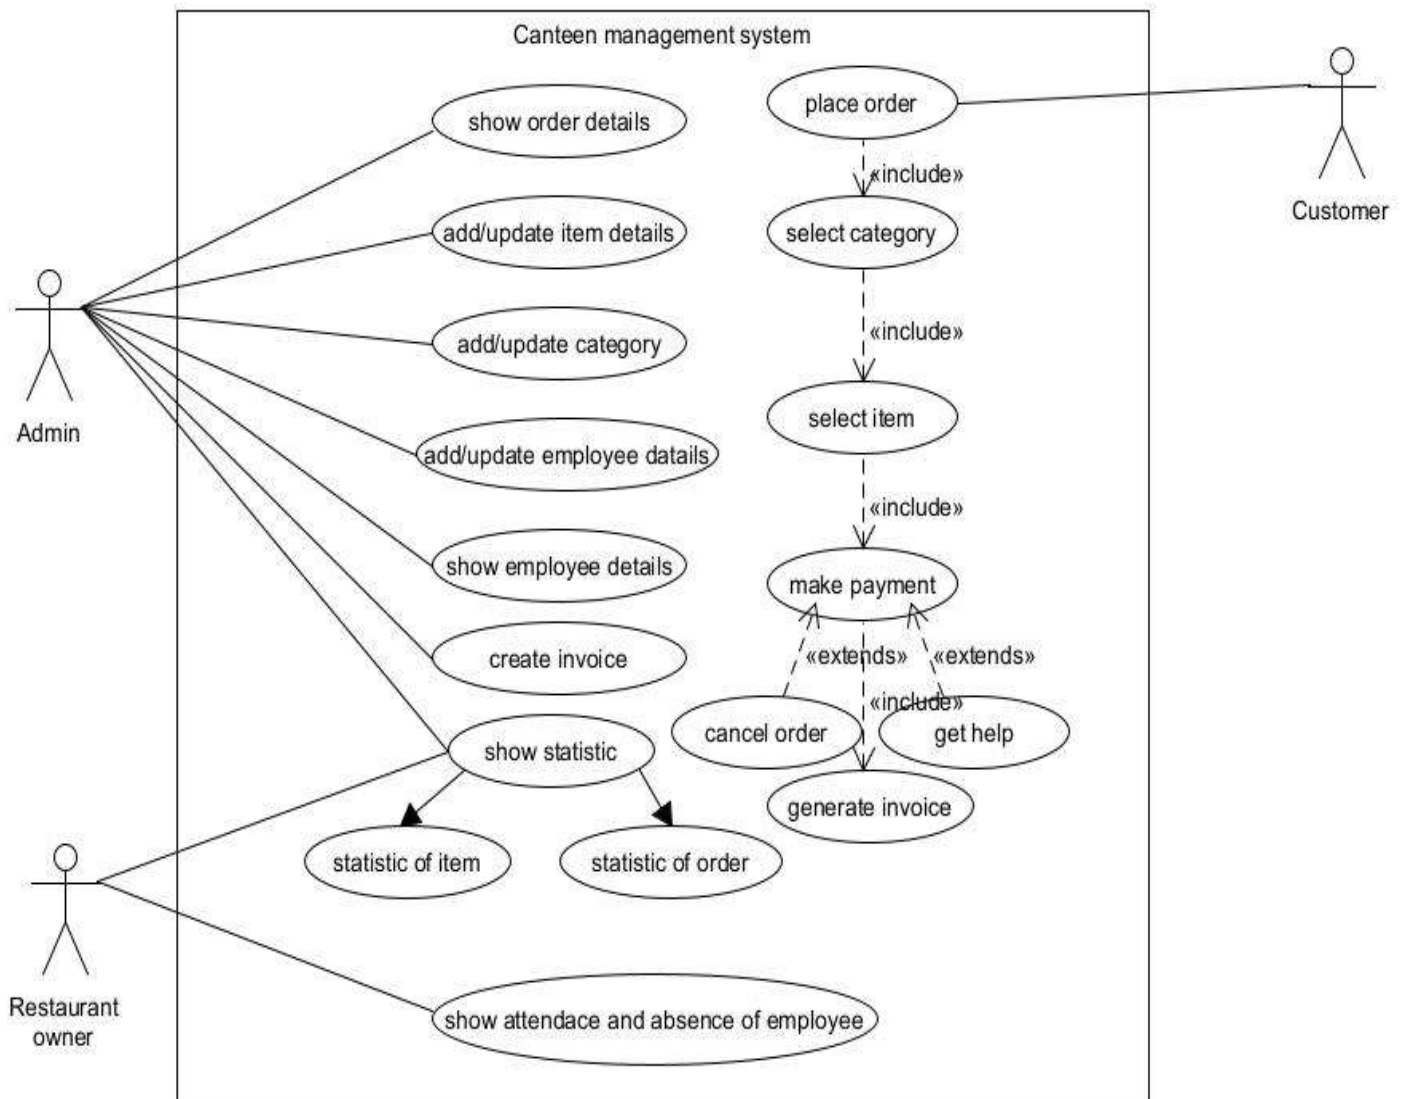 Canteen management system
show order details
place order
«include»
Customer
add/update item details
select category
«include»
add/update category
select item
Admin
add/update employee datails
«include»
show employee details
make payment
create invoice
«extends»
«extends»
«include»
show statistic
cancel order
get help
generate invoice
statistic of item
statistic of order
Restaurant
owner
show attendace and absence of employee